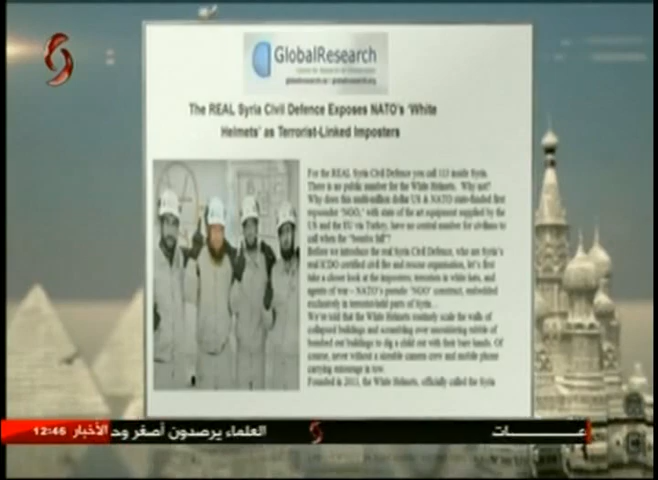 GlobalResearch
globalresearch.ca / globalresearch.org
The REAL Syria Civil Defence Exposes NATO's 'White
Helmets' as Terrorist-Linked Imposters
For the REAL Syria Civil Defence you call 113 inside Syria.
There is no public number for the White Helmets. Why not?
Why does this multi-million dollar US & NATO state-funded first
responder 'NGO,' with state of the art equipment supplied by the
US and the EU via Turkey, have no central number for civilians to
call when the "bombs fall"?
Before we introduce the real Syria Civil Defence, who are Syria's
real ICDO certified civil fire and rescue organisation, let's first
take a closer look at the imposters, terrorists in white hats, and
agents of war – NATO's pseudo 'NGO' construct, embedded
exclusively in terrorist-held parts of Syria...
We're told that the White Helmets routinely scale the walls of
collapsed buildings and scrambling over smouldering rubble of
bombed out buildings to dig a child out with their bare hands. Of
course, never without a sizeable camera crew and mobile phone
carrying entourage in tow.
Founded in 2013, the White Helmets, officially called the Syria
12:46 الأخبار العلماء يرصدون أصغر وحد